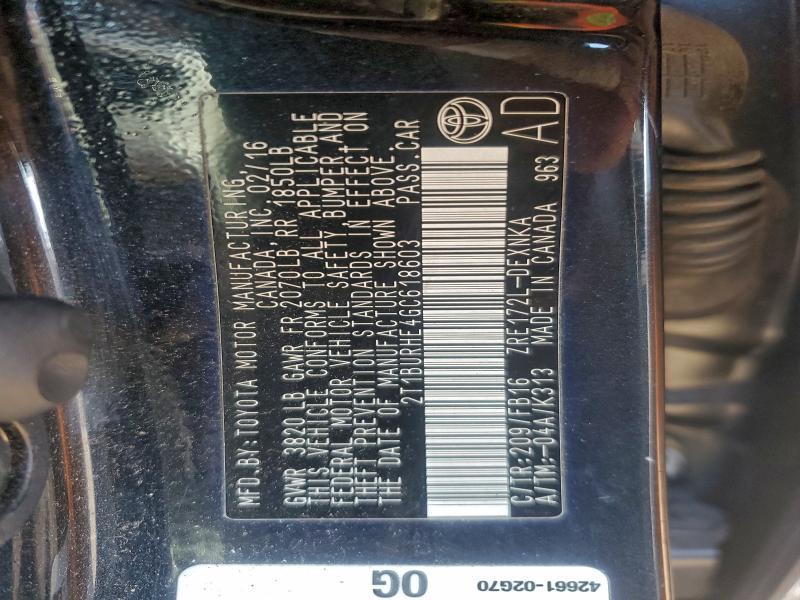 MFD.BY:TOYOTA MOTOR MANUFACTURING,
CANADA, INC. 02/16
GVWR 3820 LB GAWR FR 2070LB, RR 1850LB
THIS VEHICLE CONFORMS TO ALL APPLICABLE
FEDERAL MOTOR VEHICLE SAFETY, BUMPER, AND
THEFT PREVENTION STANDARDS IN EFFECT ON
THE DATE OF MANUFACTURE SHOWN ABOVE.
2T1BURHE4GC618603 PASS.CAR
C/TR:209/FB16 ZRE172L-DEXNKA
A/TM:-04A/K313 MADE IN CANADA 963
AD
OG
42661-02G70